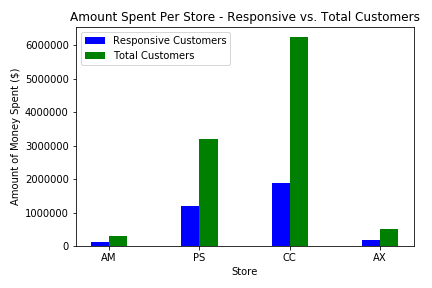 Amount Spent Per Store - Responsive vs. Total Customers
Responsive Customers
Total Customers
Amount of Money Spent ($)
6000000
5000000
4000000
3000000
2000000
1000000
0
AM PS CC AX
Store